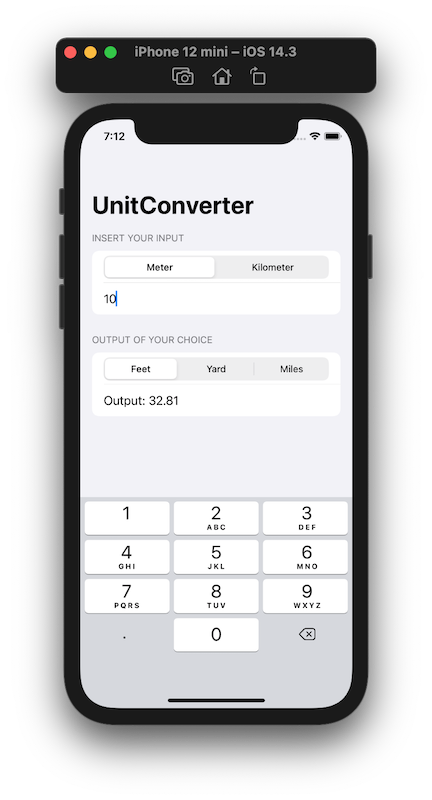 iPhone 12 mini – iOS 14.3
7:12
UnitConverter
INSERT YOUR INPUT
Meter Kilometer
10
OUTPUT OF YOUR CHOICE
Feet Yard Miles
Output: 32.81
1 2 3
ABC DEF
4 5 6
GHI JKL MNO
7 8 9
PQRS TUV WXYZ
. 0